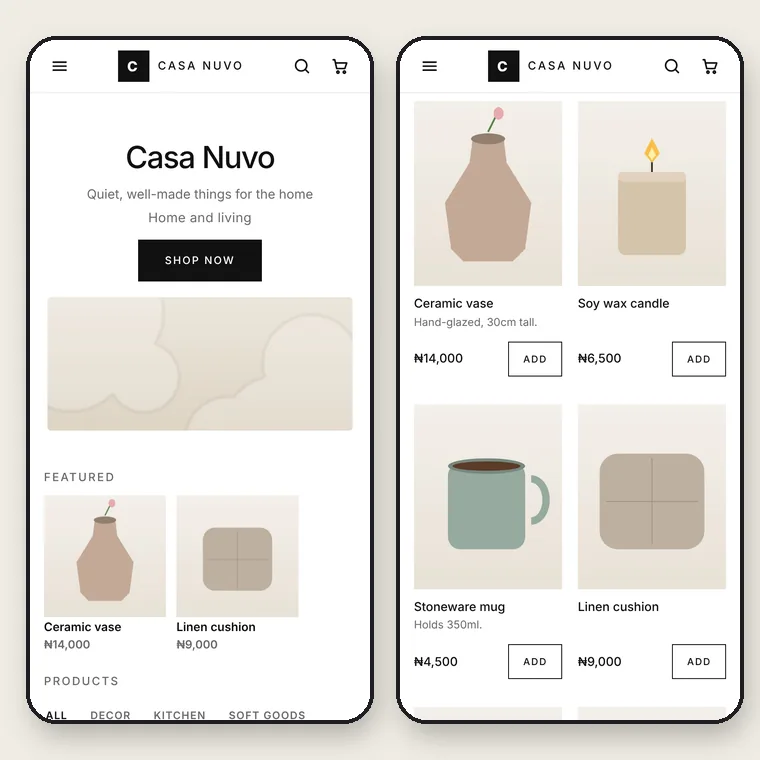 C CASA NUVO
Casa Nuvo
Quiet, well-made things for the home
Home and living
SHOP NOW
FEATURED
Ceramic vase
₦14,000
Linen cushion
₦9,000
PRODUCTS
ALL DECOR KITCHEN SOFT GOODS
C CASA NUVO
Ceramic vase
Hand-glazed, 30cm tall.
₦14,000 ADD
Soy wax candle
₦6,500 ADD
Stoneware mug
Holds 350ml.
₦4,500 ADD
Linen cushion
₦9,000 ADD